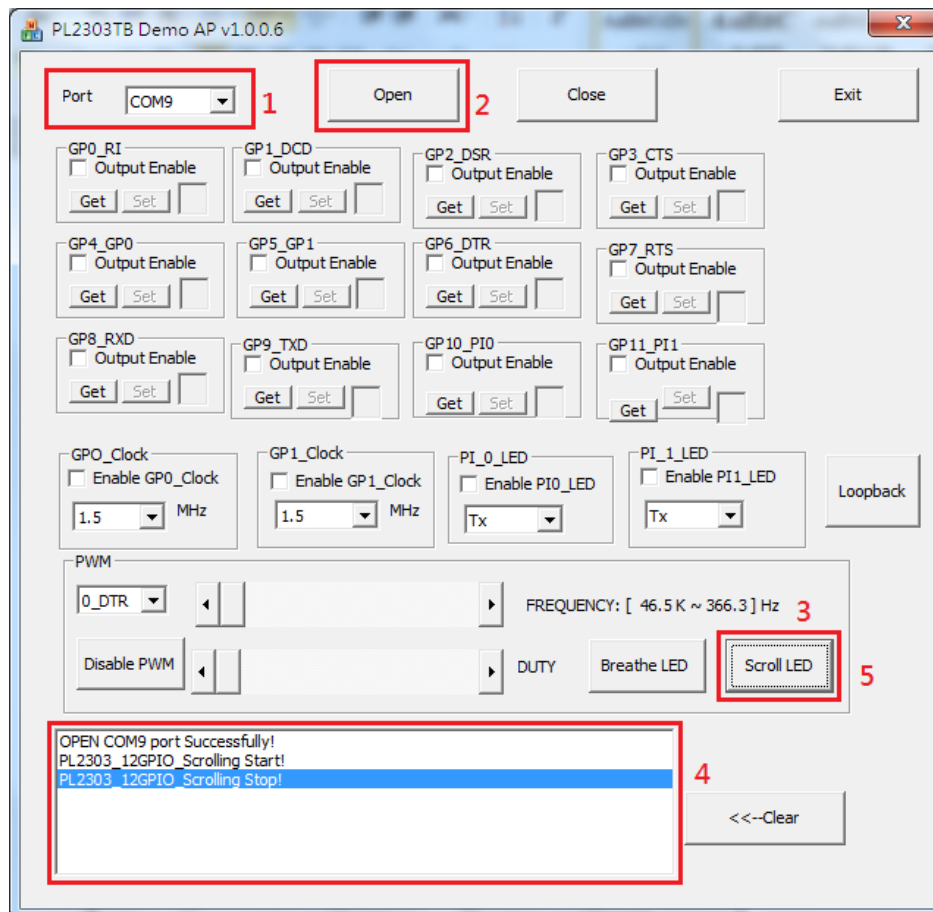 PL2303TB Demo AP v1.0.0.6
Port COM9 1 Open 2 Close Exit
GP0_RI GP1_DCD GP2_DSR GP3_CTS
Output Enable Output Enable Output Enable Output Enable
Get Set Get Set Get Set Get Set
GP4_GP0 GP5_GP1 GP6_DTR GP7_RTS
Output Enable Output Enable Output Enable Output Enable
Get Set Get Set Get Set Get Set
GP8_RXD GP9_TXD GP10_PI0 GP11_PI1
Output Enable Output Enable Output Enable Output Enable
Get Set Get Set Get Set Get Set
GPO_Clock GP1_Clock PI_0_LED PI_1_LED
Enable GP0_Clock Enable GP1_Clock Enable PI0_LED Enable PI1_LED
1.5 MHz 1.5 MHz Tx Tx Loopback
PWM
0_DTR FREQUENCY: [ 46.5 K ~ 366.3 ] Hz 3
Disable PWM DUTY Breathe LED Scroll LED 5
OPEN COM9 port Successfully!
PL2303_12GPIO_Scrolling Start!
PL2303_12GPIO_Scrolling Stop!
4
<<--Clear